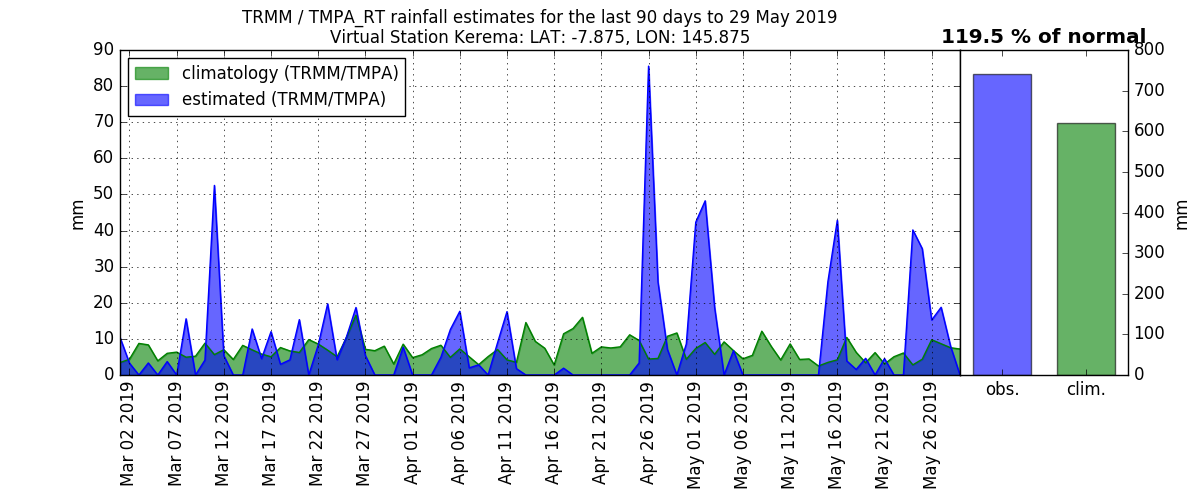 TRMM / TMPA_RT rainfall estimates for the last 90 days to 29 May 2019
Virtual Station Kerema: LAT: -7.875, LON: 145.875
119.5 % of normal
climatology (TRMM/TMPA)
estimated (TRMM/TMPA)
mm
90
80
70
60
50
40
30
20
10
0
Mar 02 2019
Mar 07 2019
Mar 12 2019
Mar 17 2019
Mar 22 2019
Mar 27 2019
Apr 01 2019
Apr 06 2019
Apr 11 2019
Apr 16 2019
Apr 21 2019
Apr 26 2019
May 01 2019
May 06 2019
May 11 2019
May 16 2019
May 21 2019
May 26 2019
obs.
clim.
800
700
600
500
400
300
200
100
0
mm